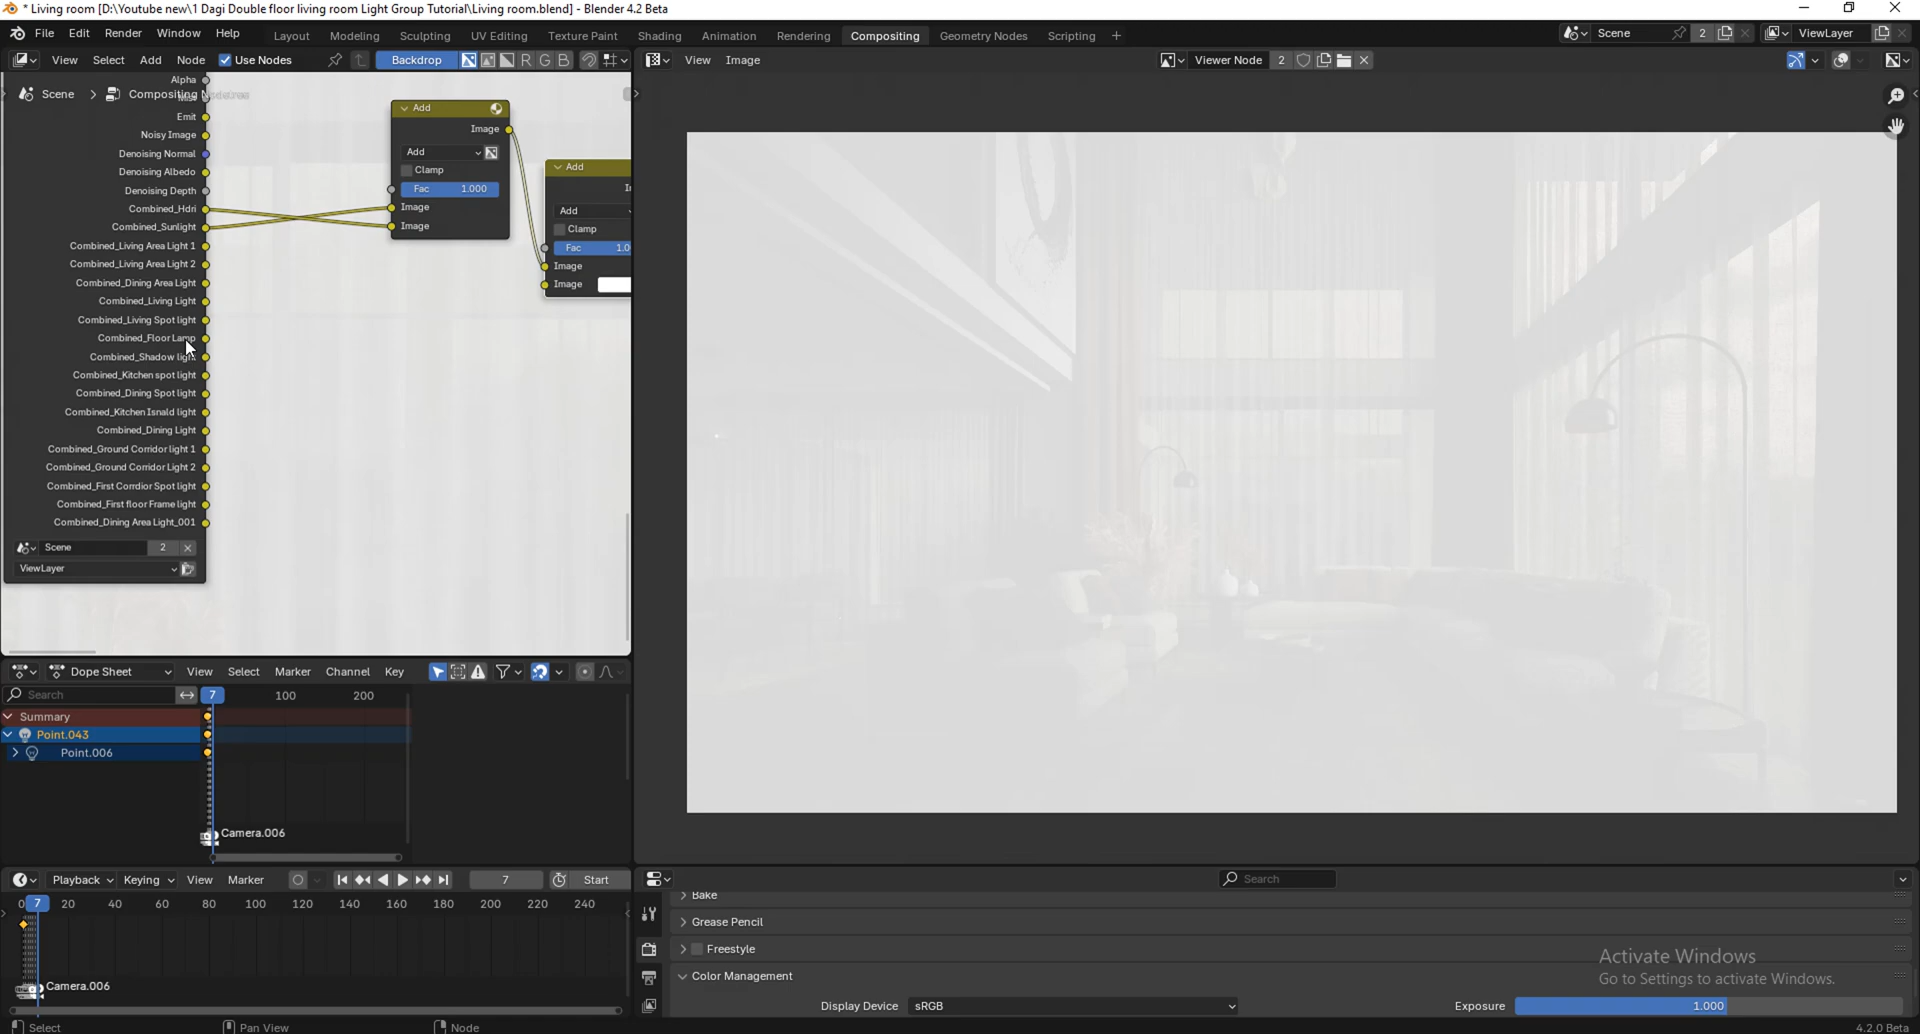 * Living room [D:\Youtube new\1 Dagi Double floor living room Light Group Tutorial\Living room.blend] - Blender 4.2 Beta
File Edit Render Window Help Layout Modeling Sculpting UV Editing Texture Paint Shading Animation Rendering Compositing Geometry Nodes Scripting + Scene 2 ViewLayer
View Select Add Node Use Nodes Backdrop R G B View Image Viewer Node 2
Alpha
Scene > Compositing Nodetree
Emit
Noisy Image
Denoising Normal
Denoising Albedo
Denoising Depth
Combined_Hdri
Combined_Sunlight
Combined_Living Area Light 1
Combined_Living Area Light 2
Combined_Dining Area Light
Combined_Living Light
Combined_Living Spot light
Combined_Floor Lamp
Combined_Shadow light
Combined_Kitchen spot light
Combined_Dining Spot light
Combined_Kitchen Isnald light
Combined_Dining Light
Combined_Ground Corridor light 1
Combined_Ground Corridor Light 2
Combined_First Corrdior Spot light
Combined_First floor Frame light
Combined_Dining Area Light_001
Scene 2
ViewLayer
Add
Image
Add
Clamp
Fac 1.000
Image
Image
Add
Add
Clamp
Fac 1.0
Image
Image
Dope Sheet View Select Marker Channel Key
Search 7 100 200
Summary
Point.043
Point.006
Camera.006
Playback Keying View Marker 7 Start
0 7 20 40 60 80 100 120 140 160 180 200 220 240
Camera.006
Search
Bake
Grease Pencil
Freestyle
Color Management
Display Device sRGB Exposure 1.000
Activate Windows
Go to Settings to activate Windows.
Select Pan View Node 4.2.0 Beta